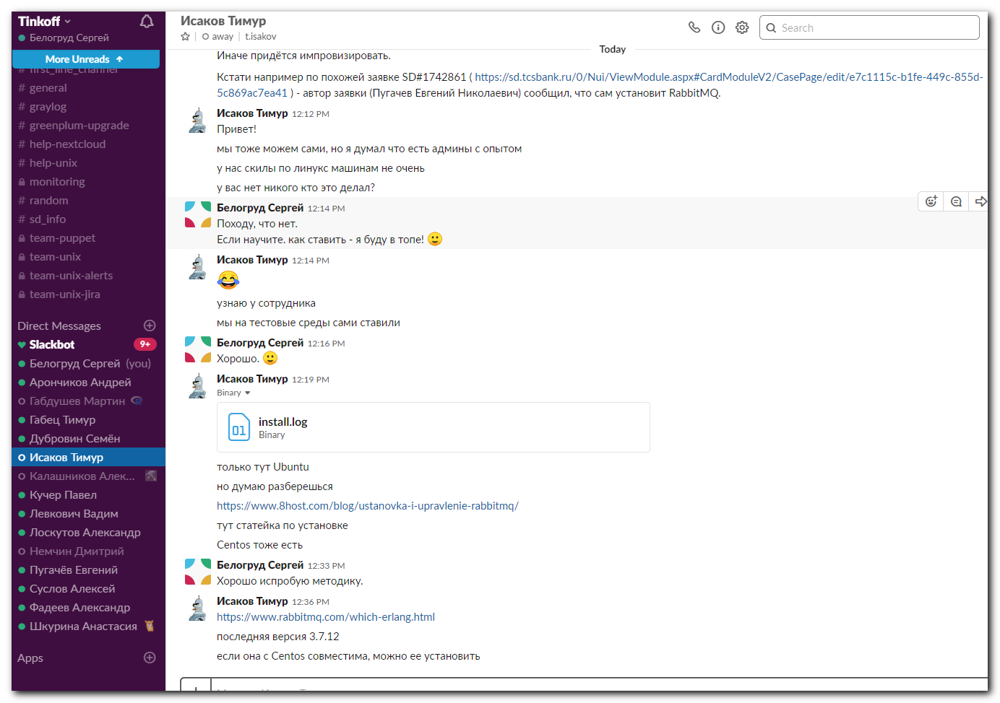 Tinkoff
Белогруд Сергей
More Unreads
# first_line_channel
# general
# graylog
# greenplum-upgrade
# help-nextcloud
# help-unix
monitoring
# random
# sd_info
team-puppet
team-unix
team-unix-alerts
team-unix-jira
Direct Messages
Slackbot 9+
Белогруд Сергей (you)
Арончиков Андрей
Габдушев Мартин
Габец Тимур
Дубровин Семён
Исаков Тимур
Калашников Алек...
Кучер Павел
Левкович Вадим
Лоскутов Александр
Немчин Дмитрий
Пугачёв Евгений
Суслов Алексей
Фадеев Александр
Шкурина Анастасия
Apps
Исаков Тимур
away | t.isakov
Search
Today
Иначе придётся импровизировать.
Кстати например по похожей заявке SD#1742861 ( https://sd.tcsbank.ru/0/Nui/ViewModule.aspx#CardModuleV2/CasePage/edit/e7c1115c-b1fe-449c-855d-
5c869ac7ea41 ) - автор заявки (Пугачев Евгений Николаевич) сообщил, что сам установит RabbitMQ.
Исаков Тимур 12:12 PM
Привет!
мы тоже можем сами, но я думал что есть админы с опытом
у нас скилы по линукс машинам не очень
у вас нет никого кто это делал?
Белогруд Сергей 12:14 PM
Походу, что нет.
Если научите. как ставить - я буду в топе! 🙂
Исаков Тимур 12:14 PM
😂
узнаю у сотрудника
мы на тестовые среды сами ставили
Белогруд Сергей 12:16 PM
Хорошо. 🙂
Исаков Тимур 12:19 PM
Binary
01
install.log
Binary
только тут Ubuntu
но думаю разберешься
https://www.8host.com/blog/ustanovka-i-upravlenie-rabbitmq/
тут статейка по установке
Centos тоже есть
Белогруд Сергей 12:33 PM
Хорошо испробую методику.
Исаков Тимур 12:36 PM
https://www.rabbitmq.com/which-erlang.html
последняя версия 3.7.12
если она с Centos совместима, можно ее установить